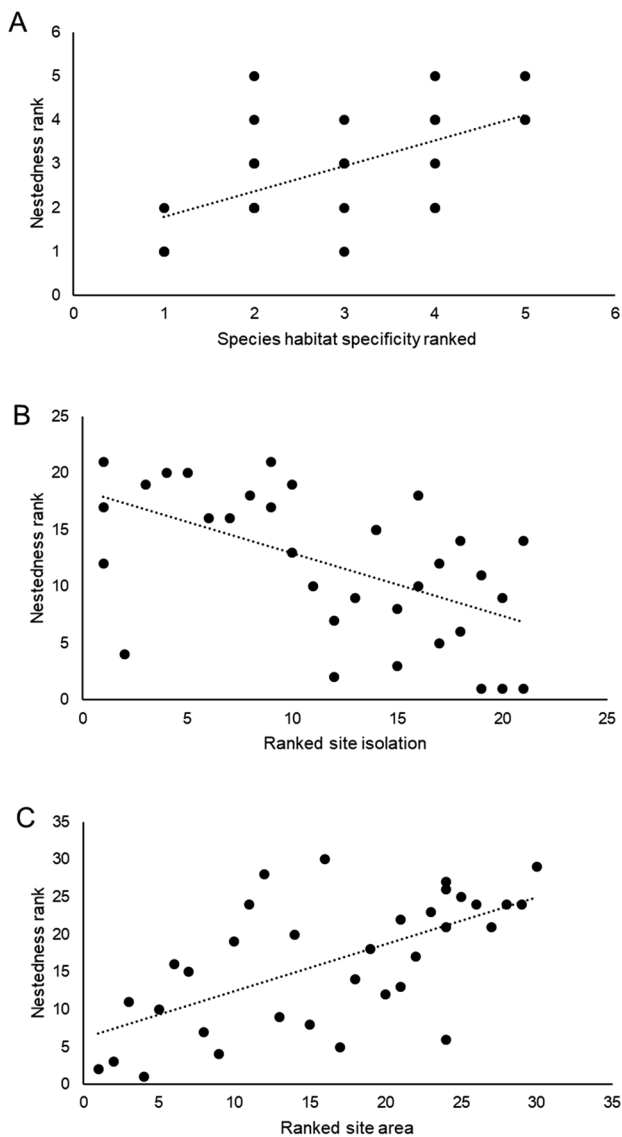 A
Nestedness rank
6
5
4
3
2
1
0
0 1 2 3 4 5 6
Species habitat specificity ranked
B
Nestedness rank
25
20
15
10
5
0
0 5 10 15 20 25
Ranked site isolation
C
Nestedness rank
35
30
25
20
15
10
5
0
0 5 10 15 20 25 30 35
Ranked site area